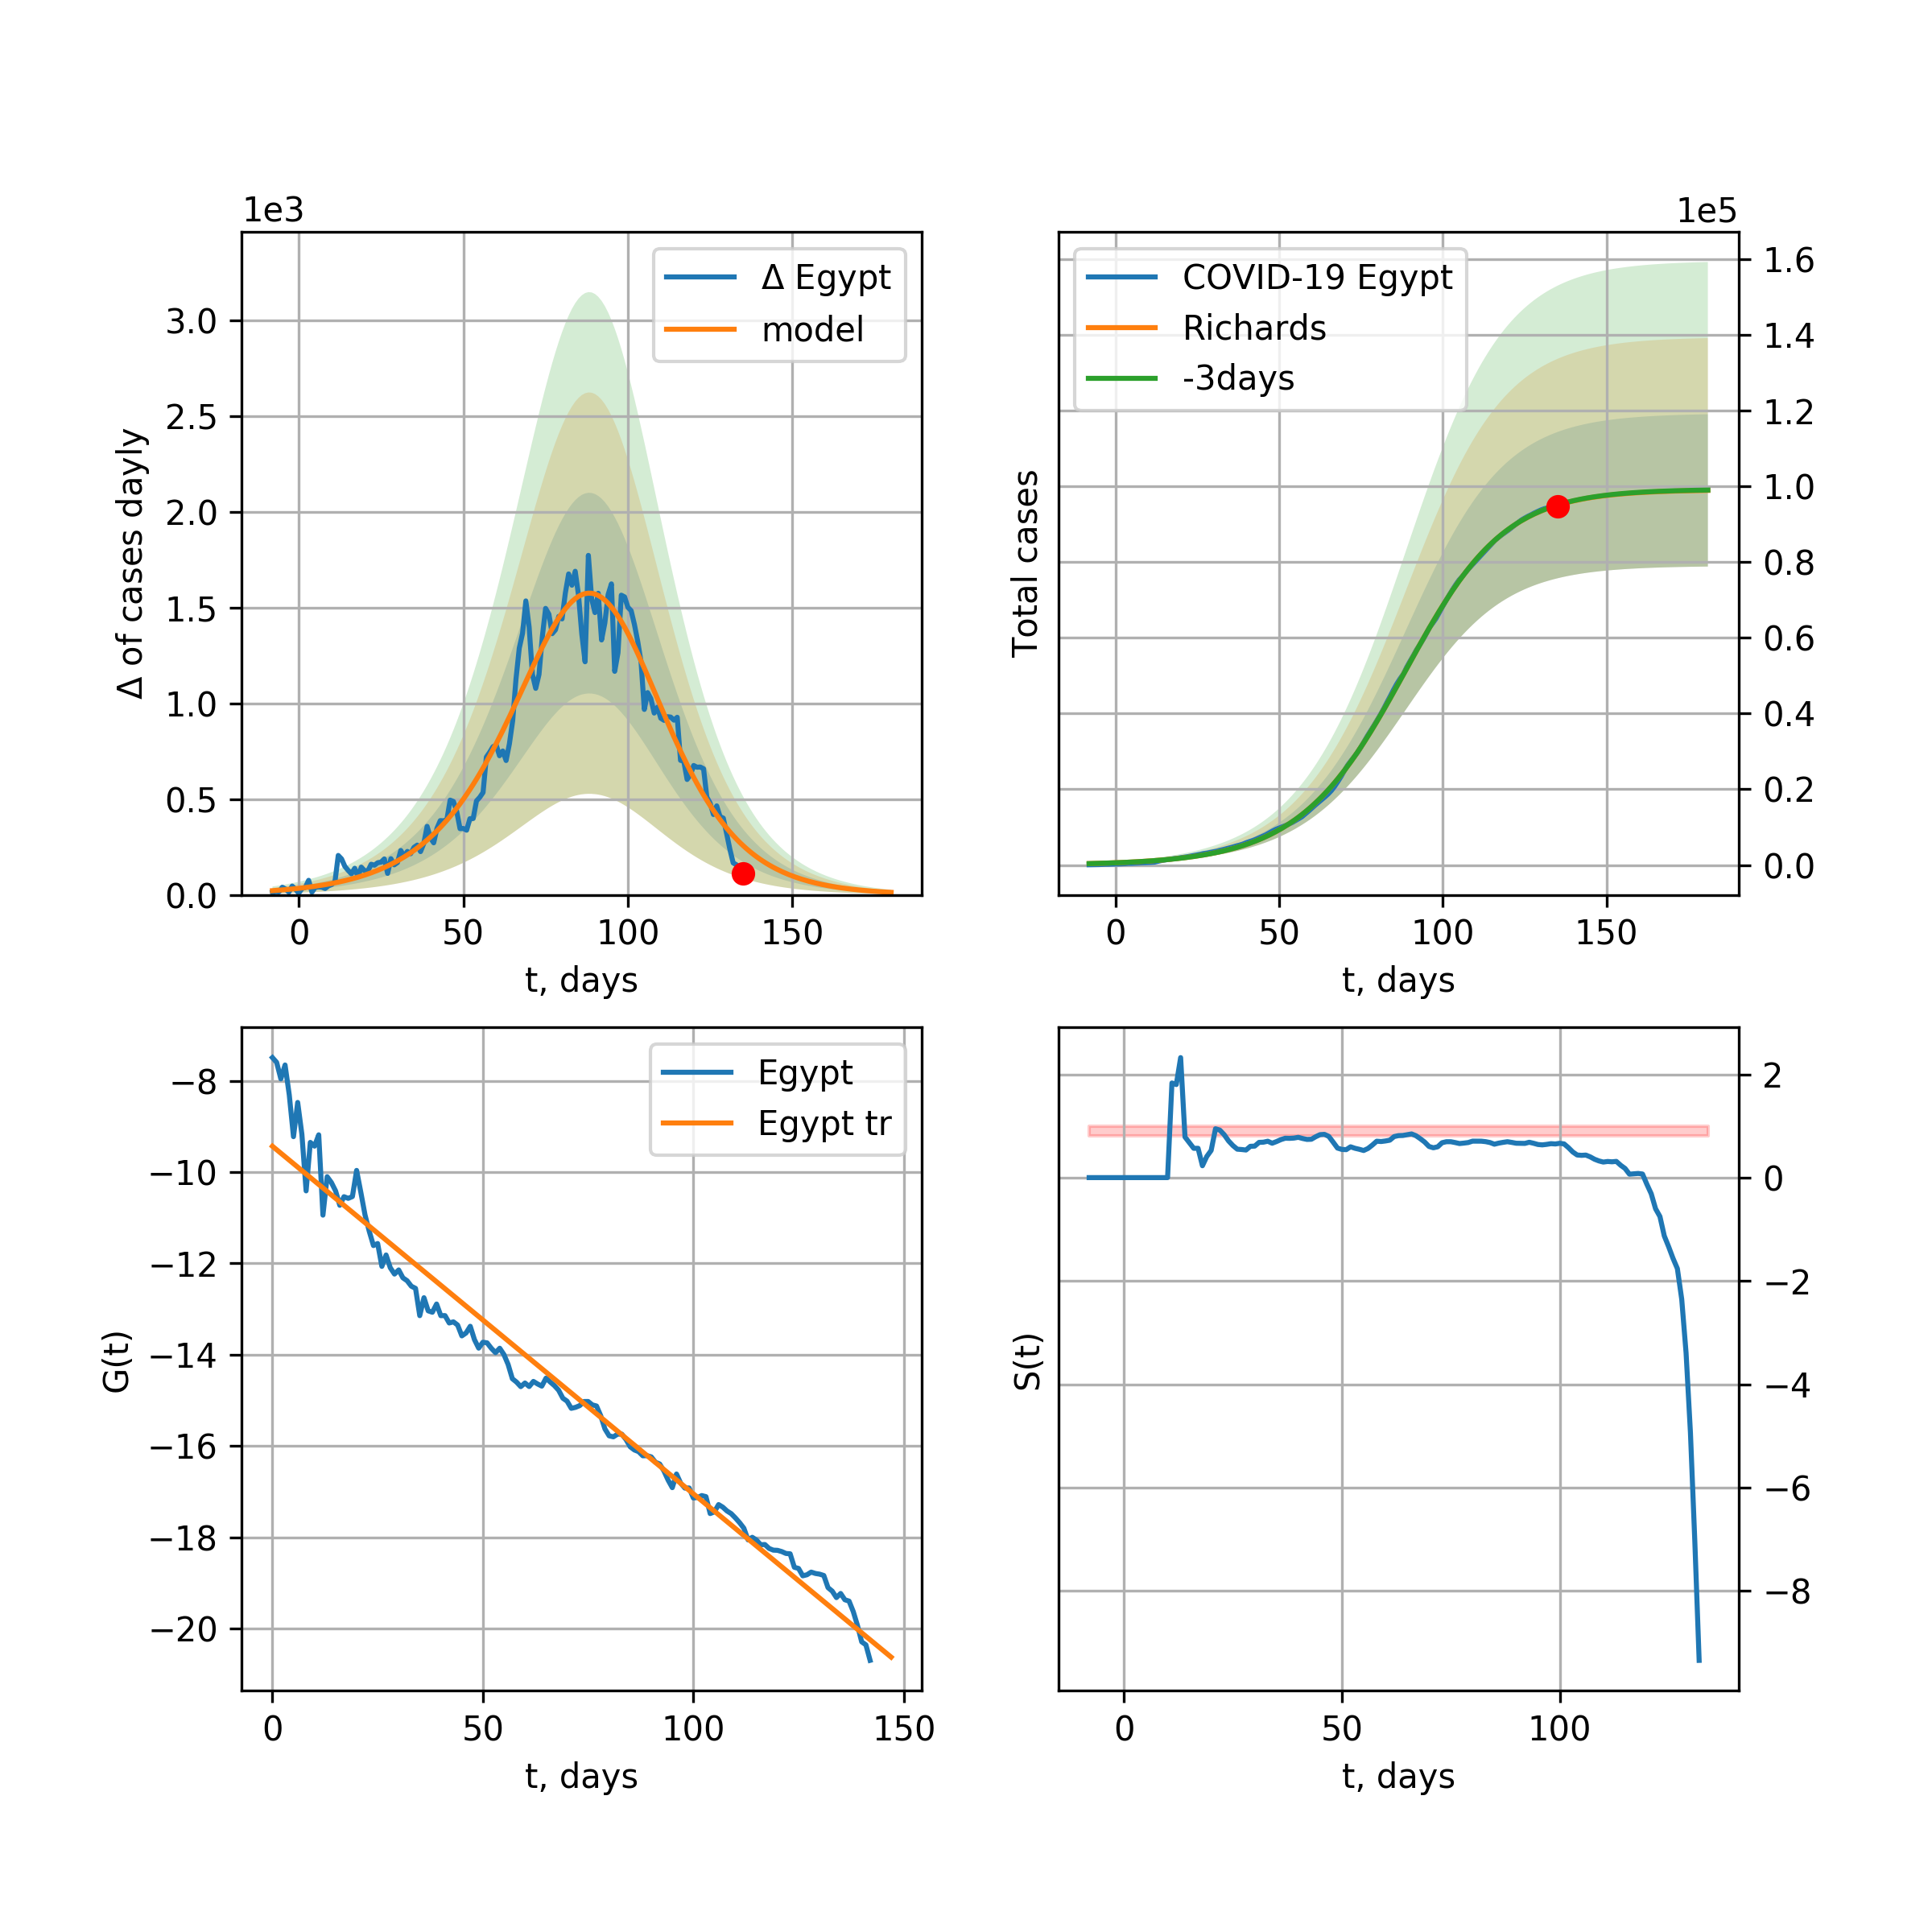 1e3
Δ Egypt
model
3.0
2.5
2.0
1.5
1.0
0.5
0.0
Δ of cases dayly
0 50 100 150
t, days
1e5
COVID-19 Egypt
Richards
-3days
1.6
1.4
1.2
1.0
0.8
0.6
0.4
0.2
0.0
Total cases
0 50 100 150
t, days
Egypt
Egypt tr
−8
−10
−12
−14
−16
−18
−20
G(t)
0 50 100 150
t, days
2
0
−2
−4
−6
−8
S(t)
0 50 100
t, days